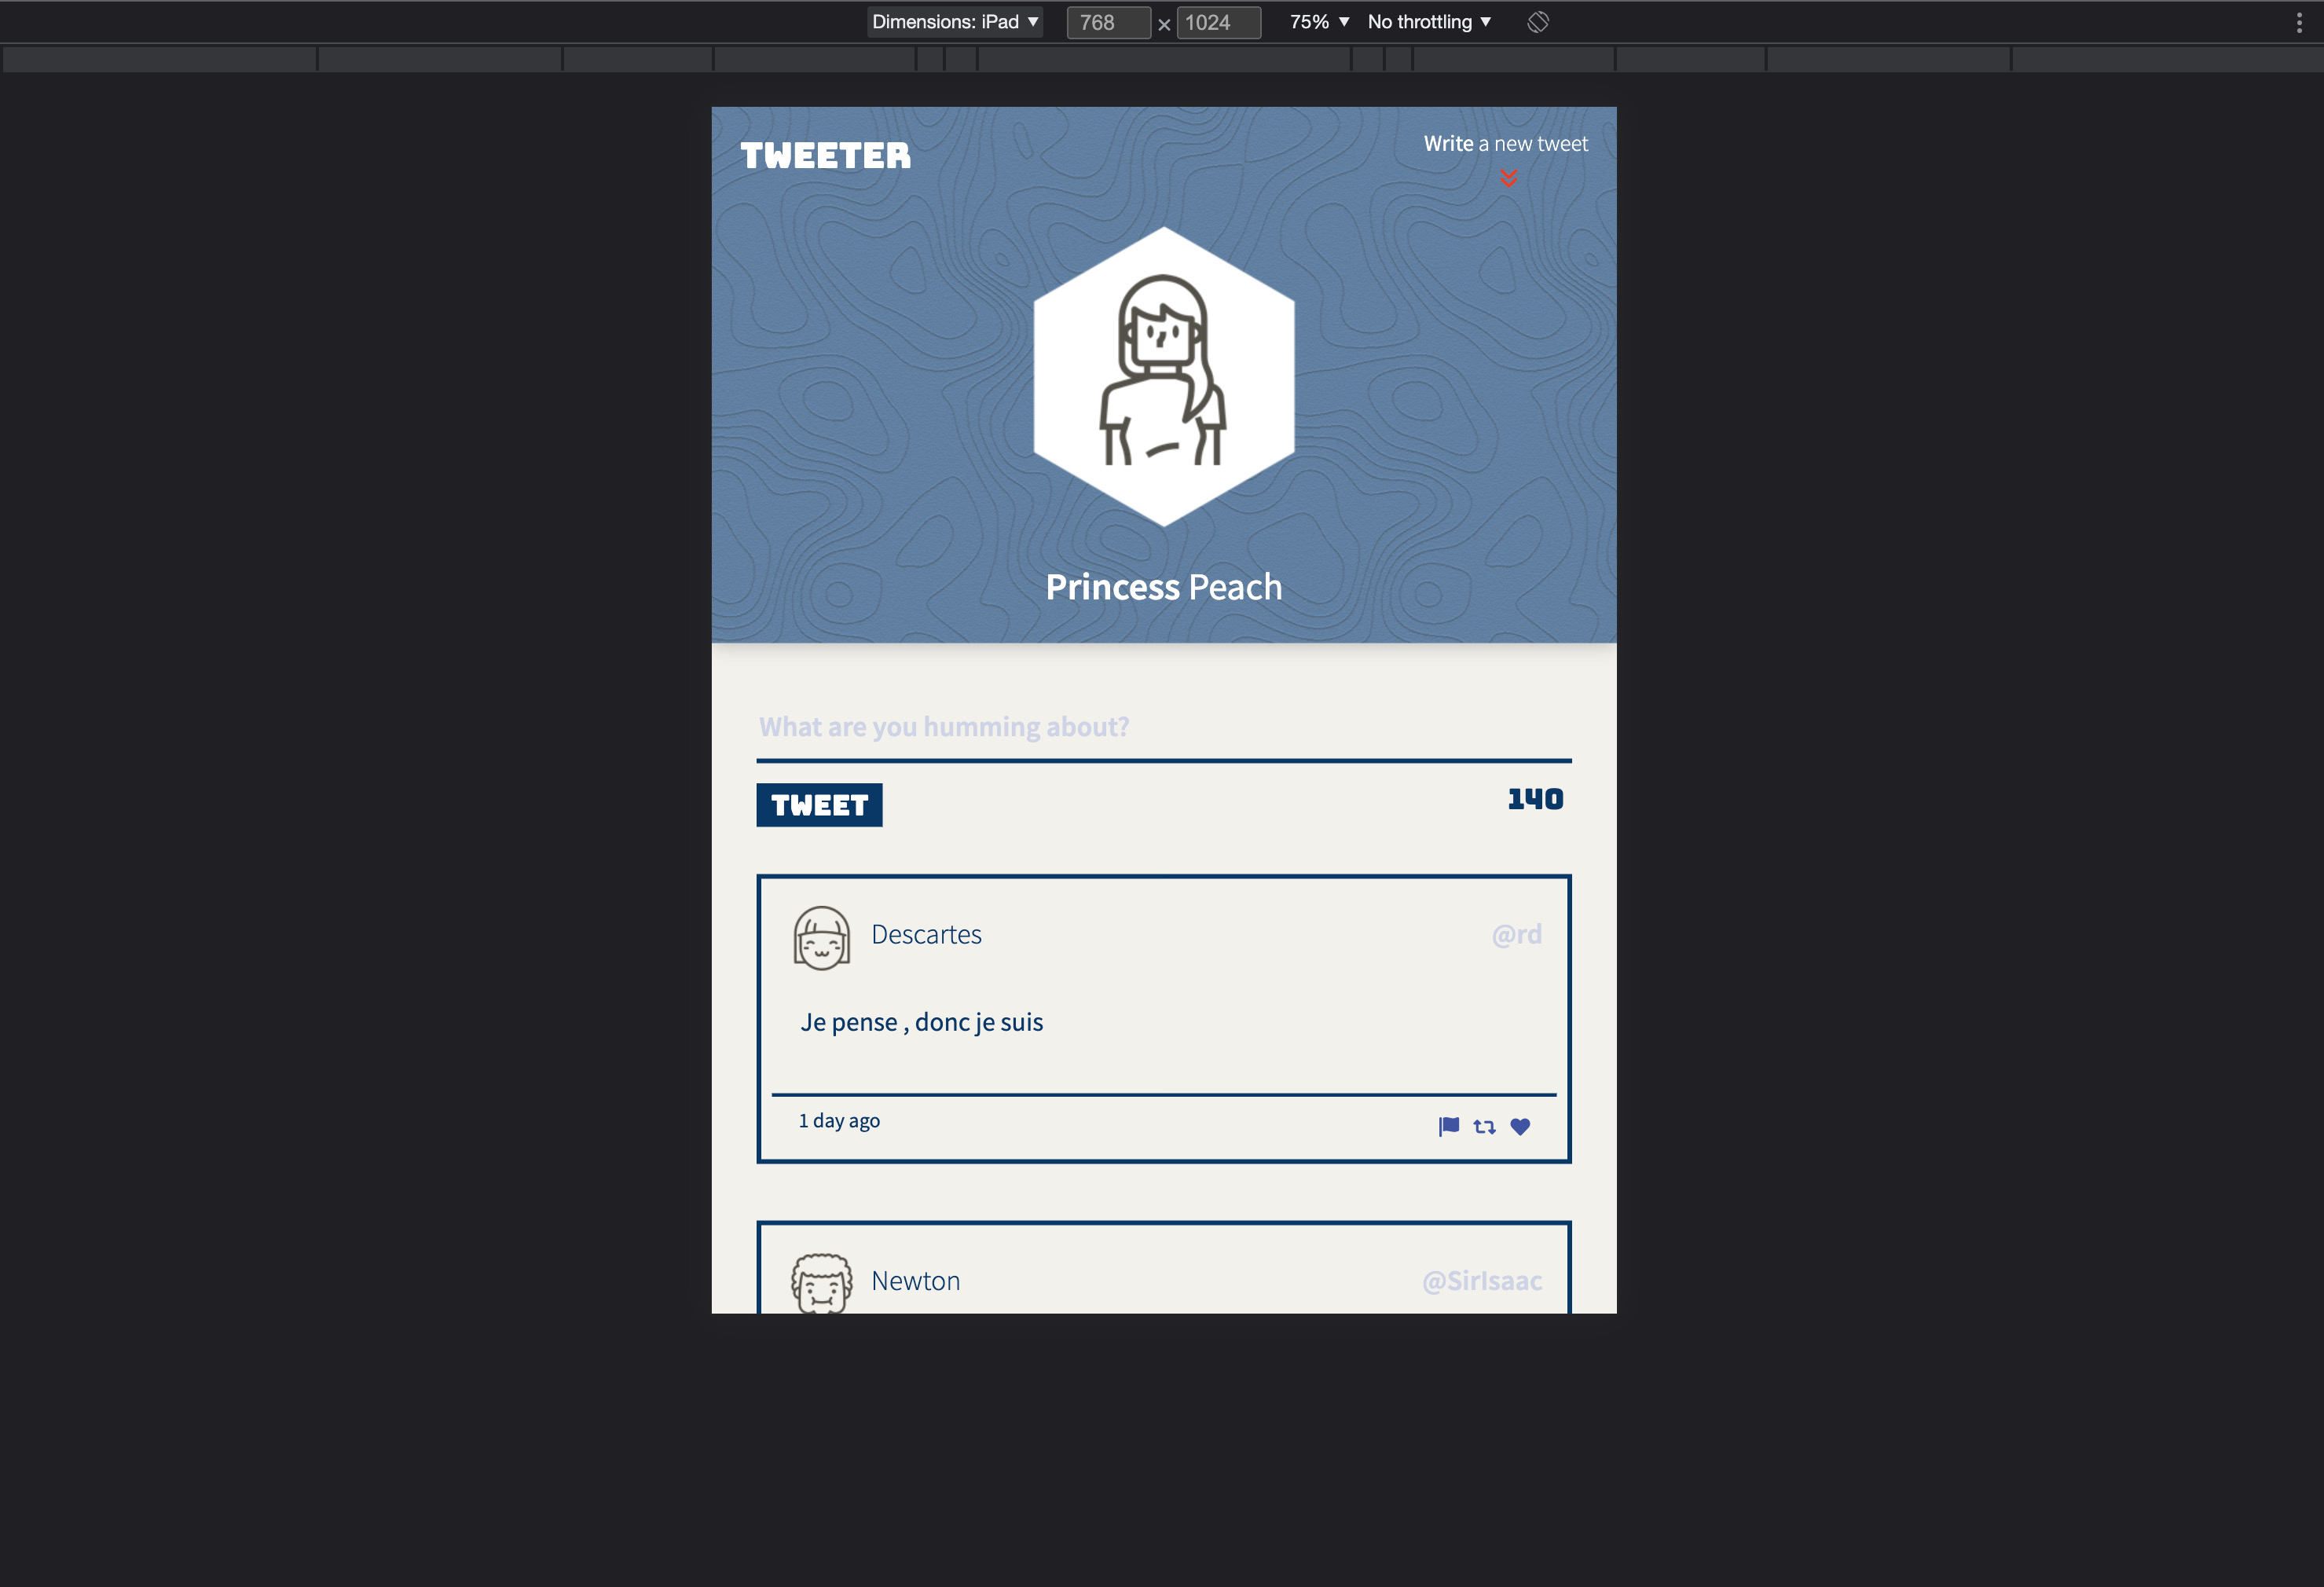 Dimensions: iPad ▼ 768 × 1024 75% ▼ No throttling ▼
TWEETER
Write a new tweet
Princess Peach
What are you humming about?
TWEET
140
Descartes
@rd
Je pense , donc je suis
1 day ago
Newton
@SirIsaac